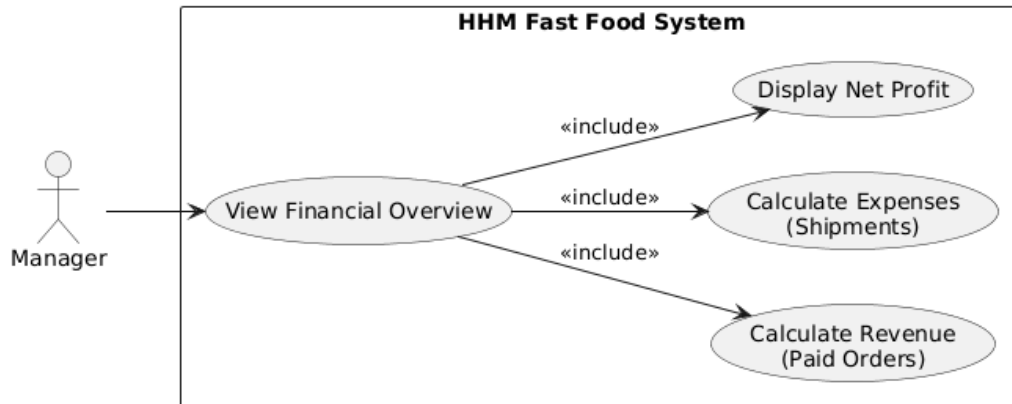 HHM Fast Food System
Display Net Profit
«include»
Manager
View Financial Overview
«include»
Calculate Expenses
(Shipments)
«include»
Calculate Revenue
(Paid Orders)